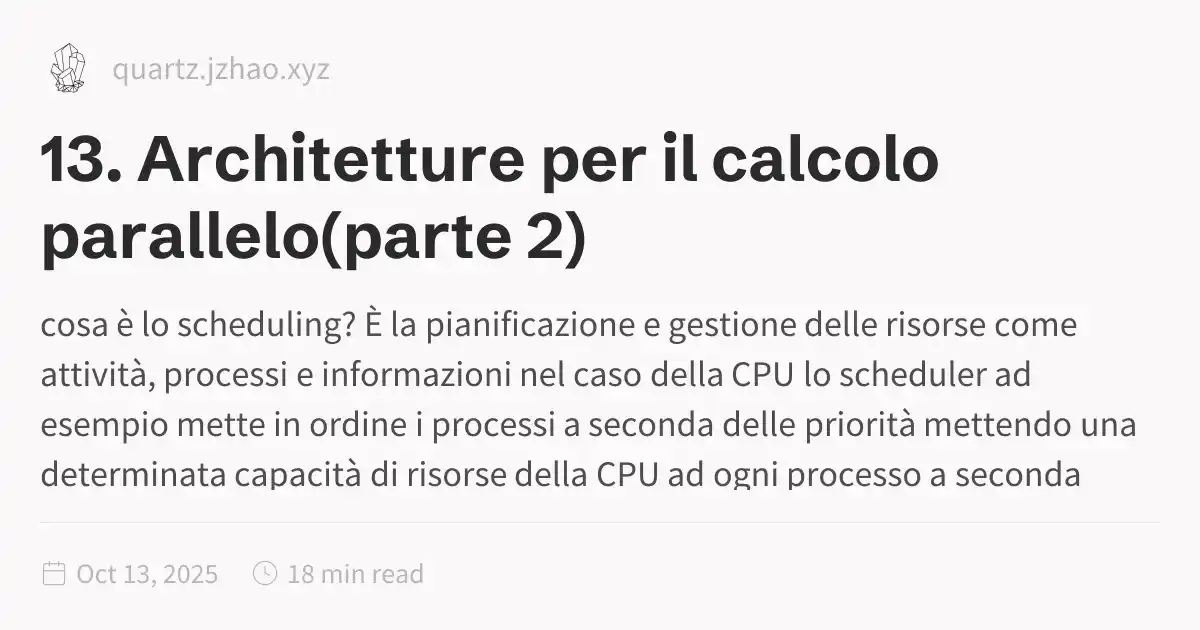 quartz.jzhao.xyz
13. Architetture per il calcolo
parallelo(parte 2)
cosa è lo scheduling? È la pianificazione e gestione delle risorse come
attività, processi e informazioni nel caso della CPU lo scheduler ad
esempio mette in ordine i processi a seconda delle priorità mettendo una
determinata capacità di risorse della CPU ad ogni processo a seconda
Oct 13, 2025 18 min read